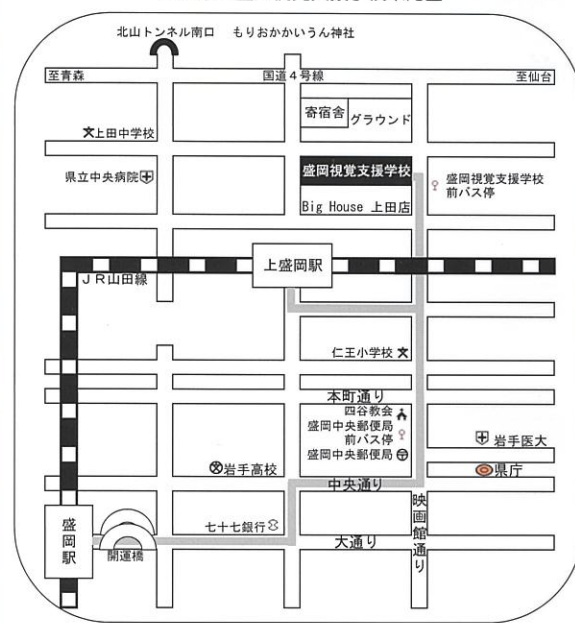 北山トンネル南口 もりおかかいうん神社
至青森 国道4号線 至仙台
寄宿舎
グラウンド
上田中学校
盛岡視覚支援学校
県立中央病院
盛岡視覚支援学校
前バス停
Big House 上田店
上盛岡駅
JR山田線
仁王小学校
本町通り
四谷教会
盛岡中央郵便局
前バス停
盛岡中央郵便局
岩手医大
岩手高校
県庁
中央通り
七十七銀行
映画館通り
大通り
盛岡駅
開運橋